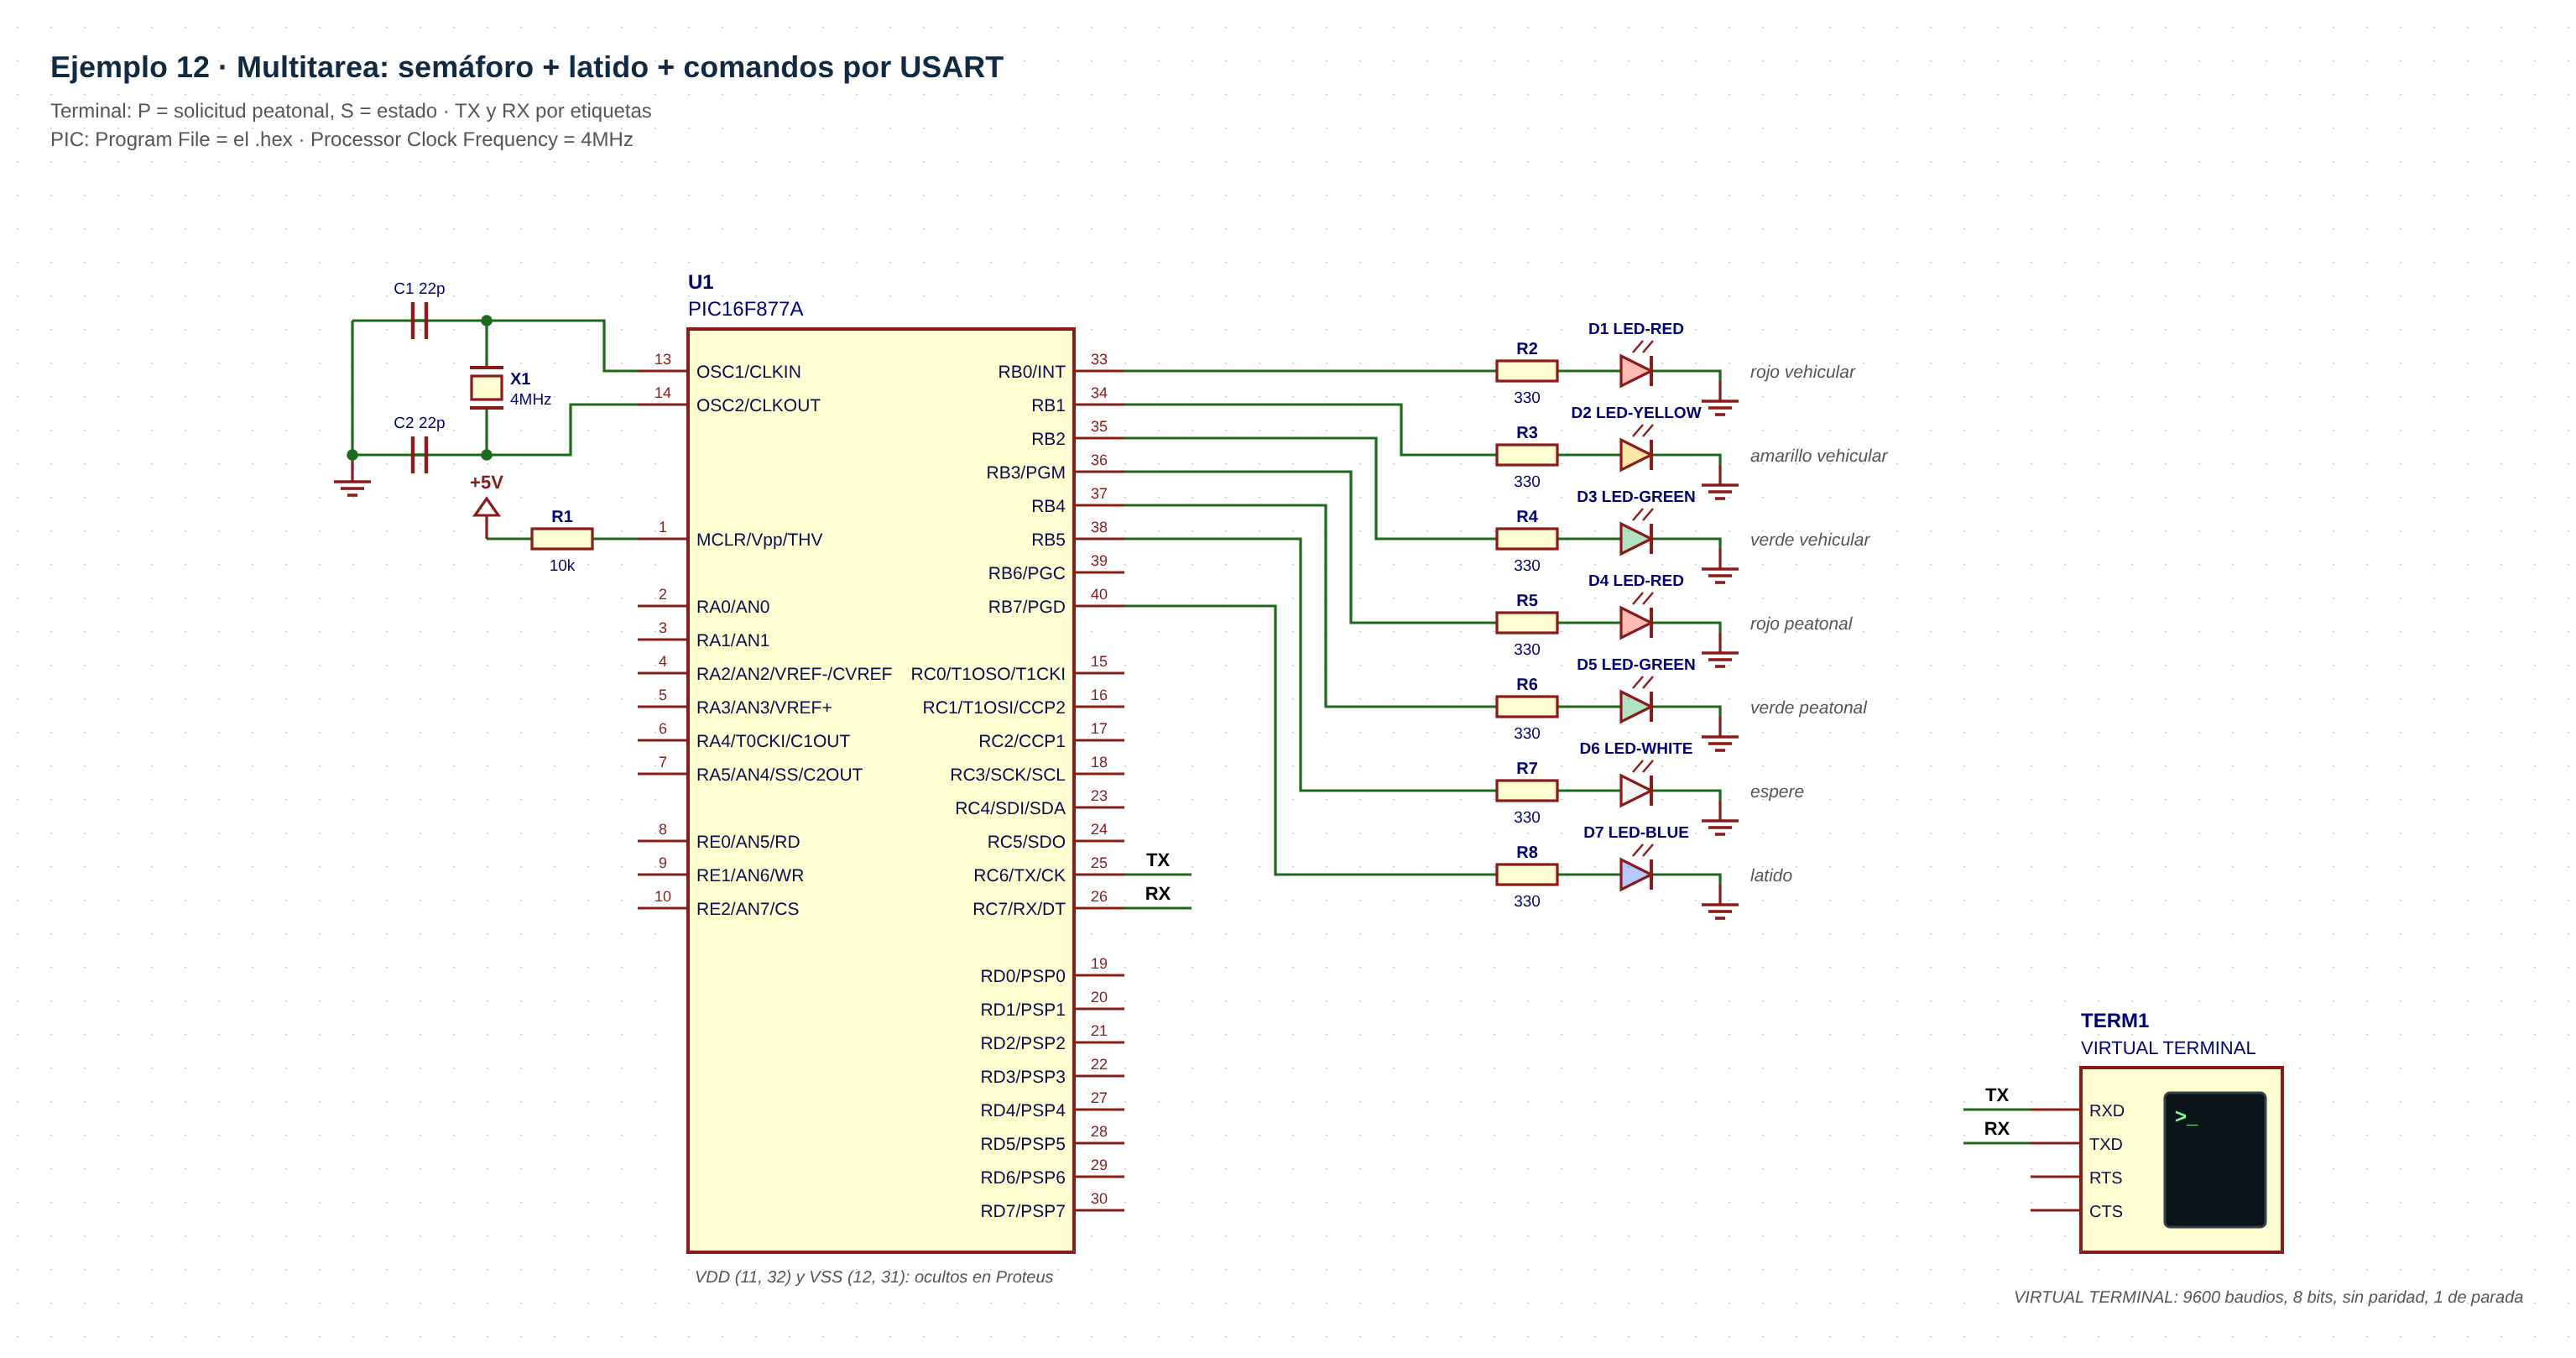 Ejemplo 12 · Multitarea: semáforo + latido + comandos por USART
Terminal: P = solicitud peatonal, S = estado · TX y RX por etiquetas
PIC: Program File = el .hex · Processor Clock Frequency = 4MHz
C1 22p
X1
4MHz
C2 22p
+5V
R1
10k
U1
PIC16F877A
13 OSC1/CLKIN
14 OSC2/CLKOUT
1 MCLR/Vpp/THV
2 RA0/AN0
3 RA1/AN1
4 RA2/AN2/VREF-/CVREF
5 RA3/AN3/VREF+
6 RA4/T0CKI/C1OUT
7 RA5/AN4/SS/C2OUT
8 RE0/AN5/RD
9 RE1/AN6/WR
10 RE2/AN7/CS
RB0/INT 33
RB1 34
RB2 35
RB3/PGM 36
RB4 37
RB5 38
RB6/PGC 39
RB7/PGD 40
RC0/T1OSO/T1CKI 15
RC1/T1OSI/CCP2 16
RC2/CCP1 17
RC3/SCK/SCL 18
RC4/SDI/SDA 23
RC5/SDO 24
RC6/TX/CK 25 TX
RC7/RX/DT 26 RX
RD0/PSP0 19
RD1/PSP1 20
RD2/PSP2 21
RD3/PSP3 22
RD4/PSP4 27
RD5/PSP5 28
RD6/PSP6 29
RD7/PSP7 30
VDD (11, 32) y VSS (12, 31): ocultos en Proteus
D1 LED-RED
R2
330
rojo vehicular
D2 LED-YELLOW
R3
330
amarillo vehicular
D3 LED-GREEN
R4
330
verde vehicular
D4 LED-RED
R5
330
rojo peatonal
D5 LED-GREEN
R6
330
verde peatonal
D6 LED-WHITE
R7
330
espere
D7 LED-BLUE
R8
330
latido
TERM1
VIRTUAL TERMINAL
TX RXD
RX TXD
RTS
CTS
>_
VIRTUAL TERMINAL: 9600 baudios, 8 bits, sin paridad, 1 de parada